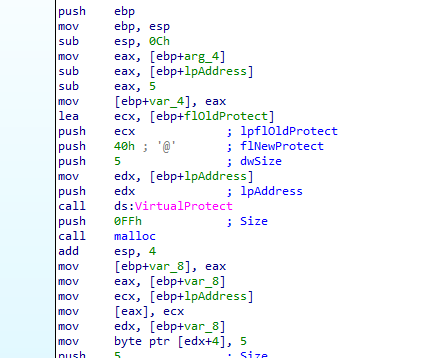 push ebp
mov ebp, esp
sub esp, 0Ch
mov eax, [ebp+arg_4]
sub eax, [ebp+lpAddress]
sub eax, 5
mov [ebp+var_4], eax
lea ecx, [ebp+flOldProtect]
push ecx ; lpflOldProtect
push 40h ; '@' ; flNewProtect
push 5 ; dwSize
mov edx, [ebp+lpAddress]
push edx ; lpAddress
call ds:VirtualProtect
push 0FFh ; Size
call malloc
add esp, 4
mov [ebp+var_8], eax
mov eax, [ebp+var_8]
mov ecx, [ebp+lpAddress]
mov [eax], ecx
mov edx, [ebp+var_8]
mov byte ptr [edx+4], 5
push 5 ; Size